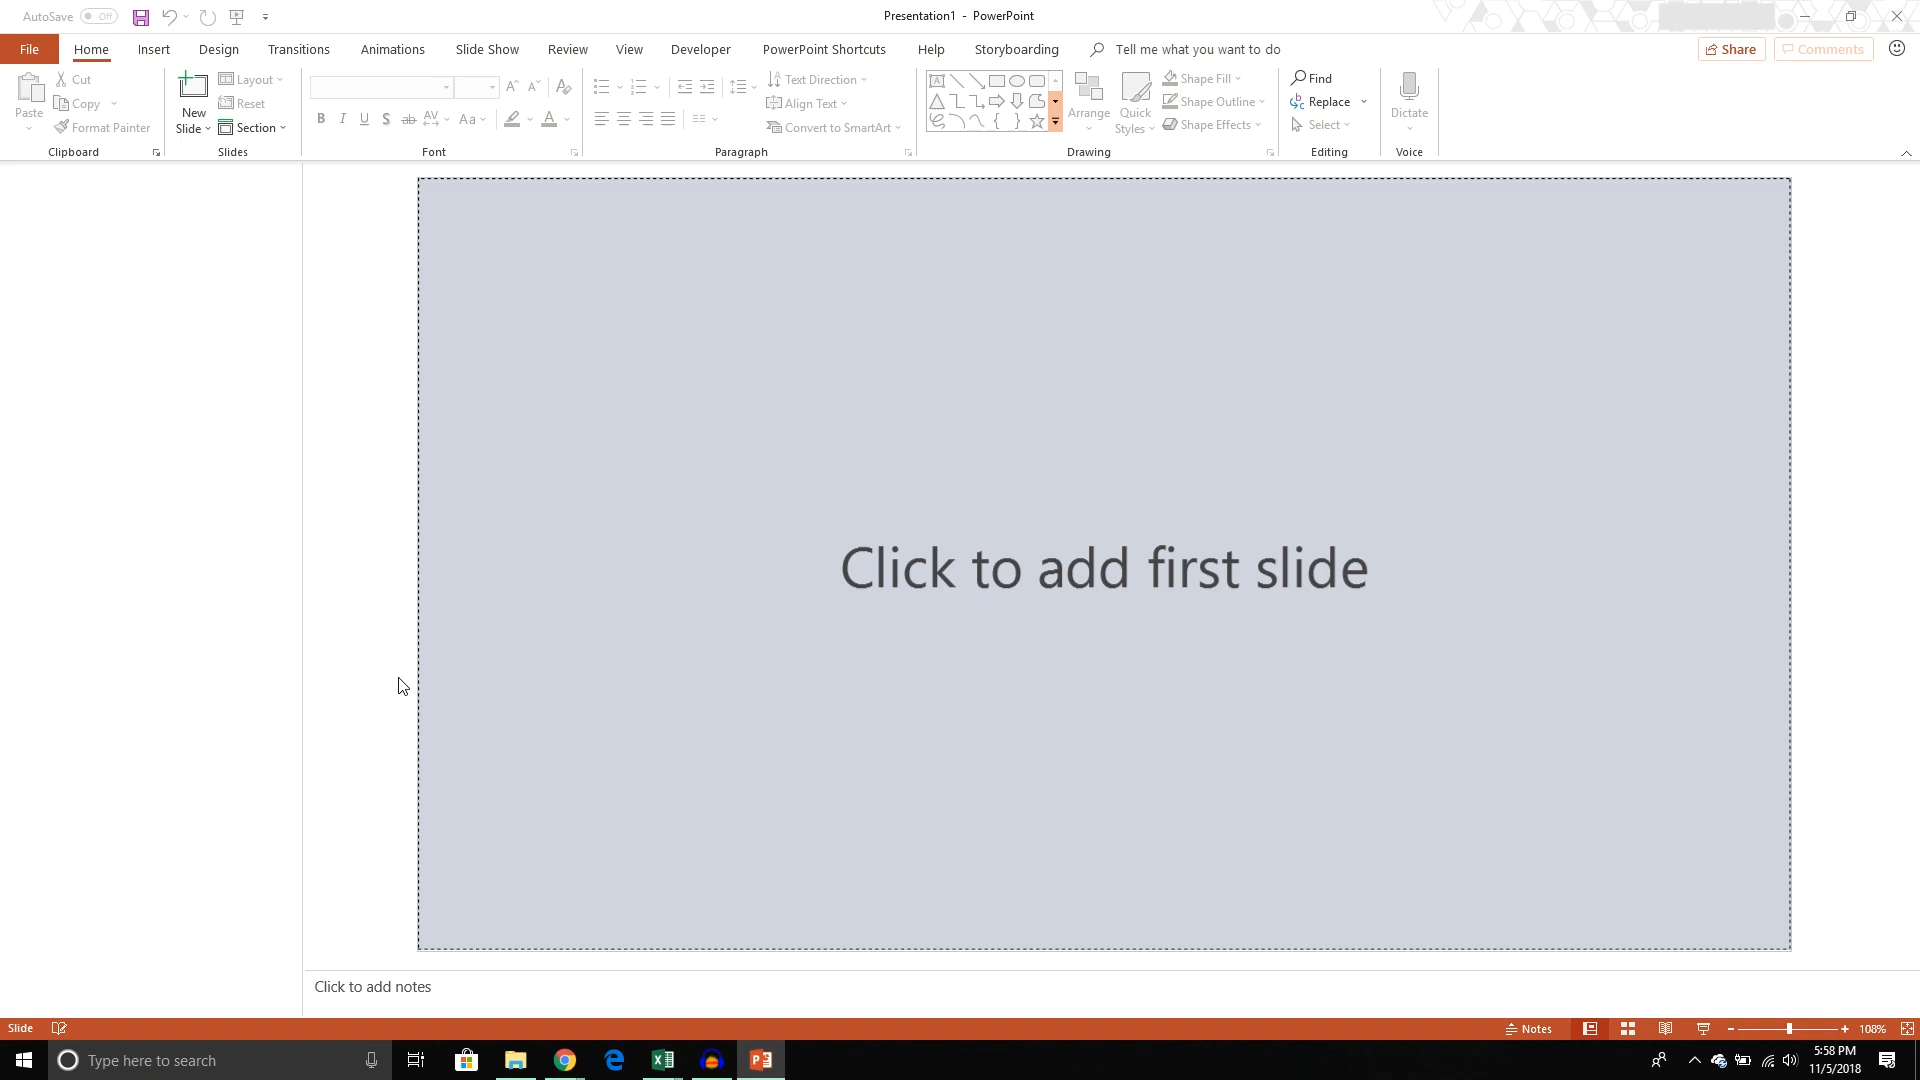 AutoSave Off
Presentation1 - PowerPoint
File Home Insert Design Transitions Animations Slide Show Review View Developer PowerPoint Shortcuts Help Storyboarding Tell me what you want to do Share Comments
Paste
Cut
Copy
Format Painter
Clipboard
New
Slide
Layout
Reset
Section
Slides
B I U S ab AV Aa A
Font
Text Direction
Align Text
Convert to SmartArt
Paragraph
Arrange
Quick
Styles
Shape Fill
Shape Outline
Shape Effects
Drawing
Find
Replace
Select
Editing
Dictate
Voice
Click to add first slide
Click to add notes
Slide
Notes
108%
Type here to search
5:58 PM
11/5/2018